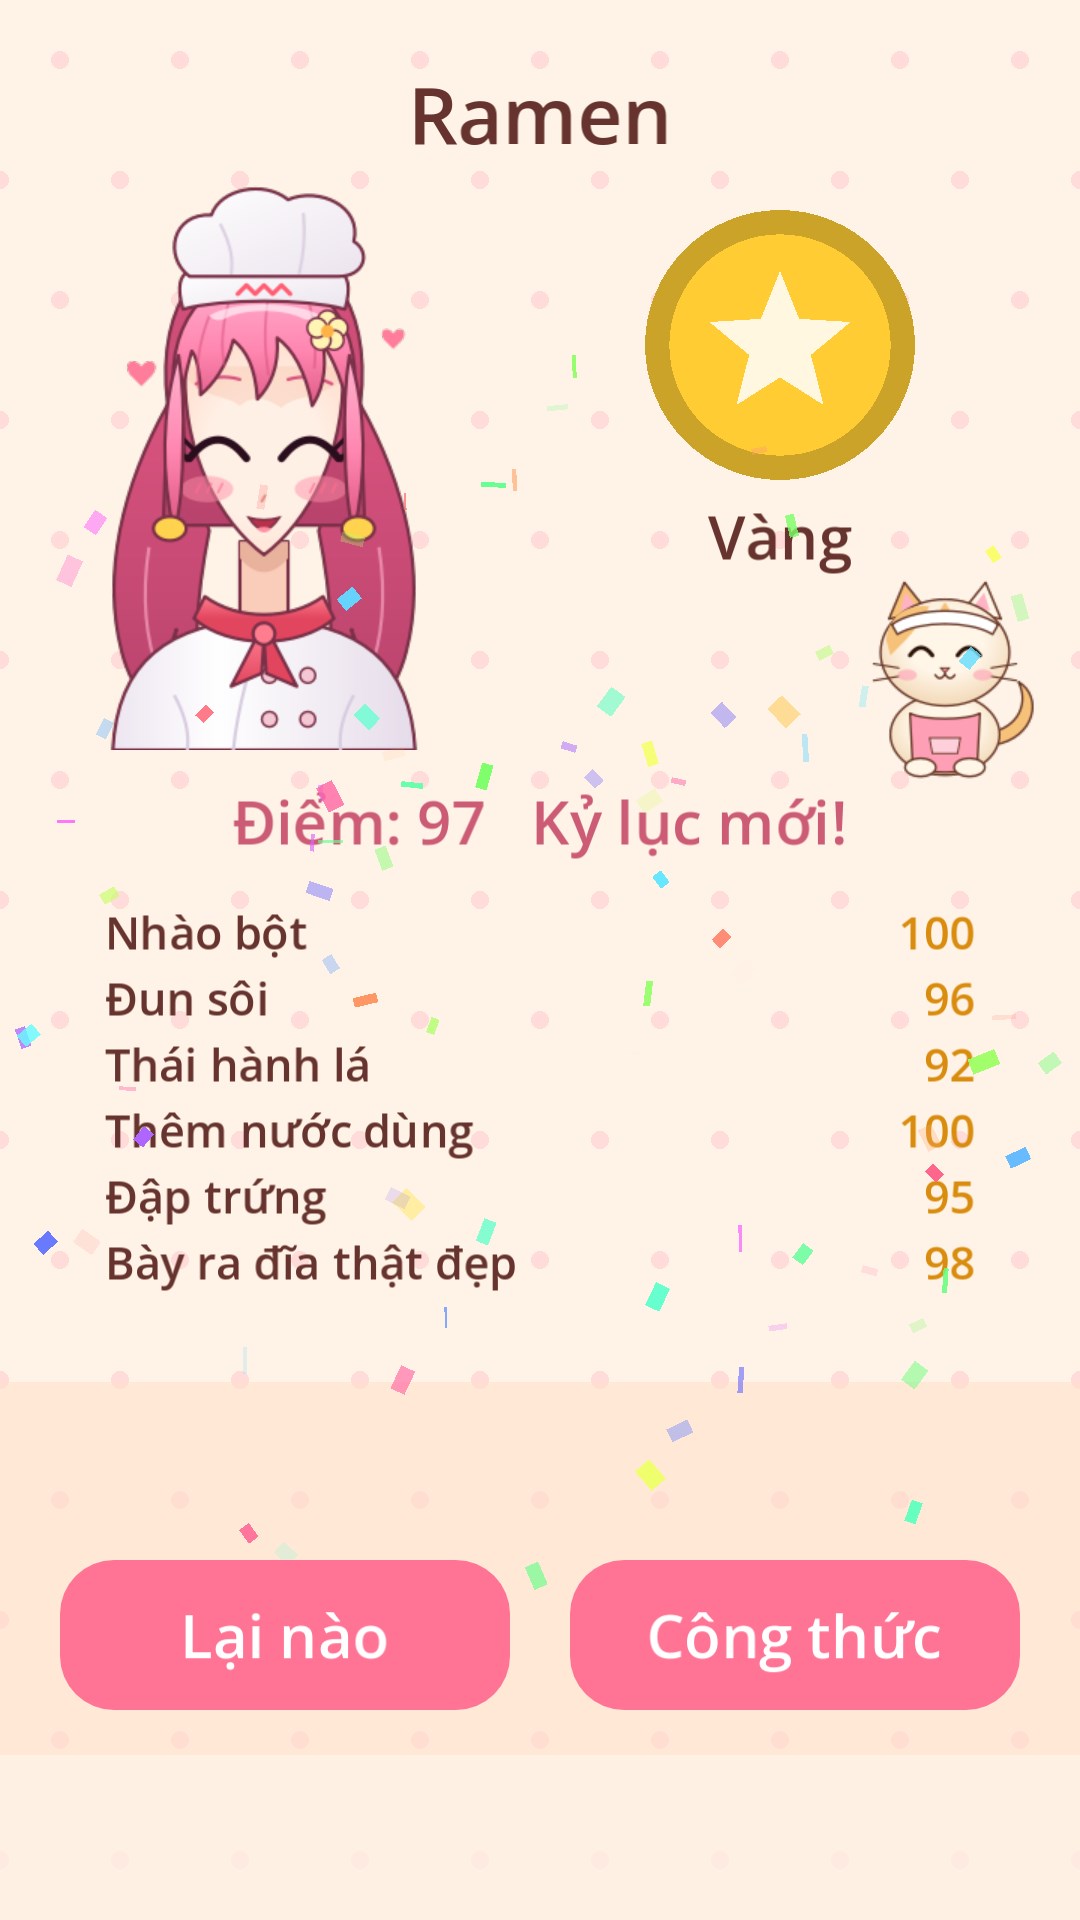 Ramen
Vàng
Điểm: 97 Kỷ lục mới!
Nhào bột 100
Đun sôi 96
Thái hành lá 92
Thêm nước dùng 100
Đập trứng 95
Bày ra đĩa thật đẹp 98
Lại nào
Công thức